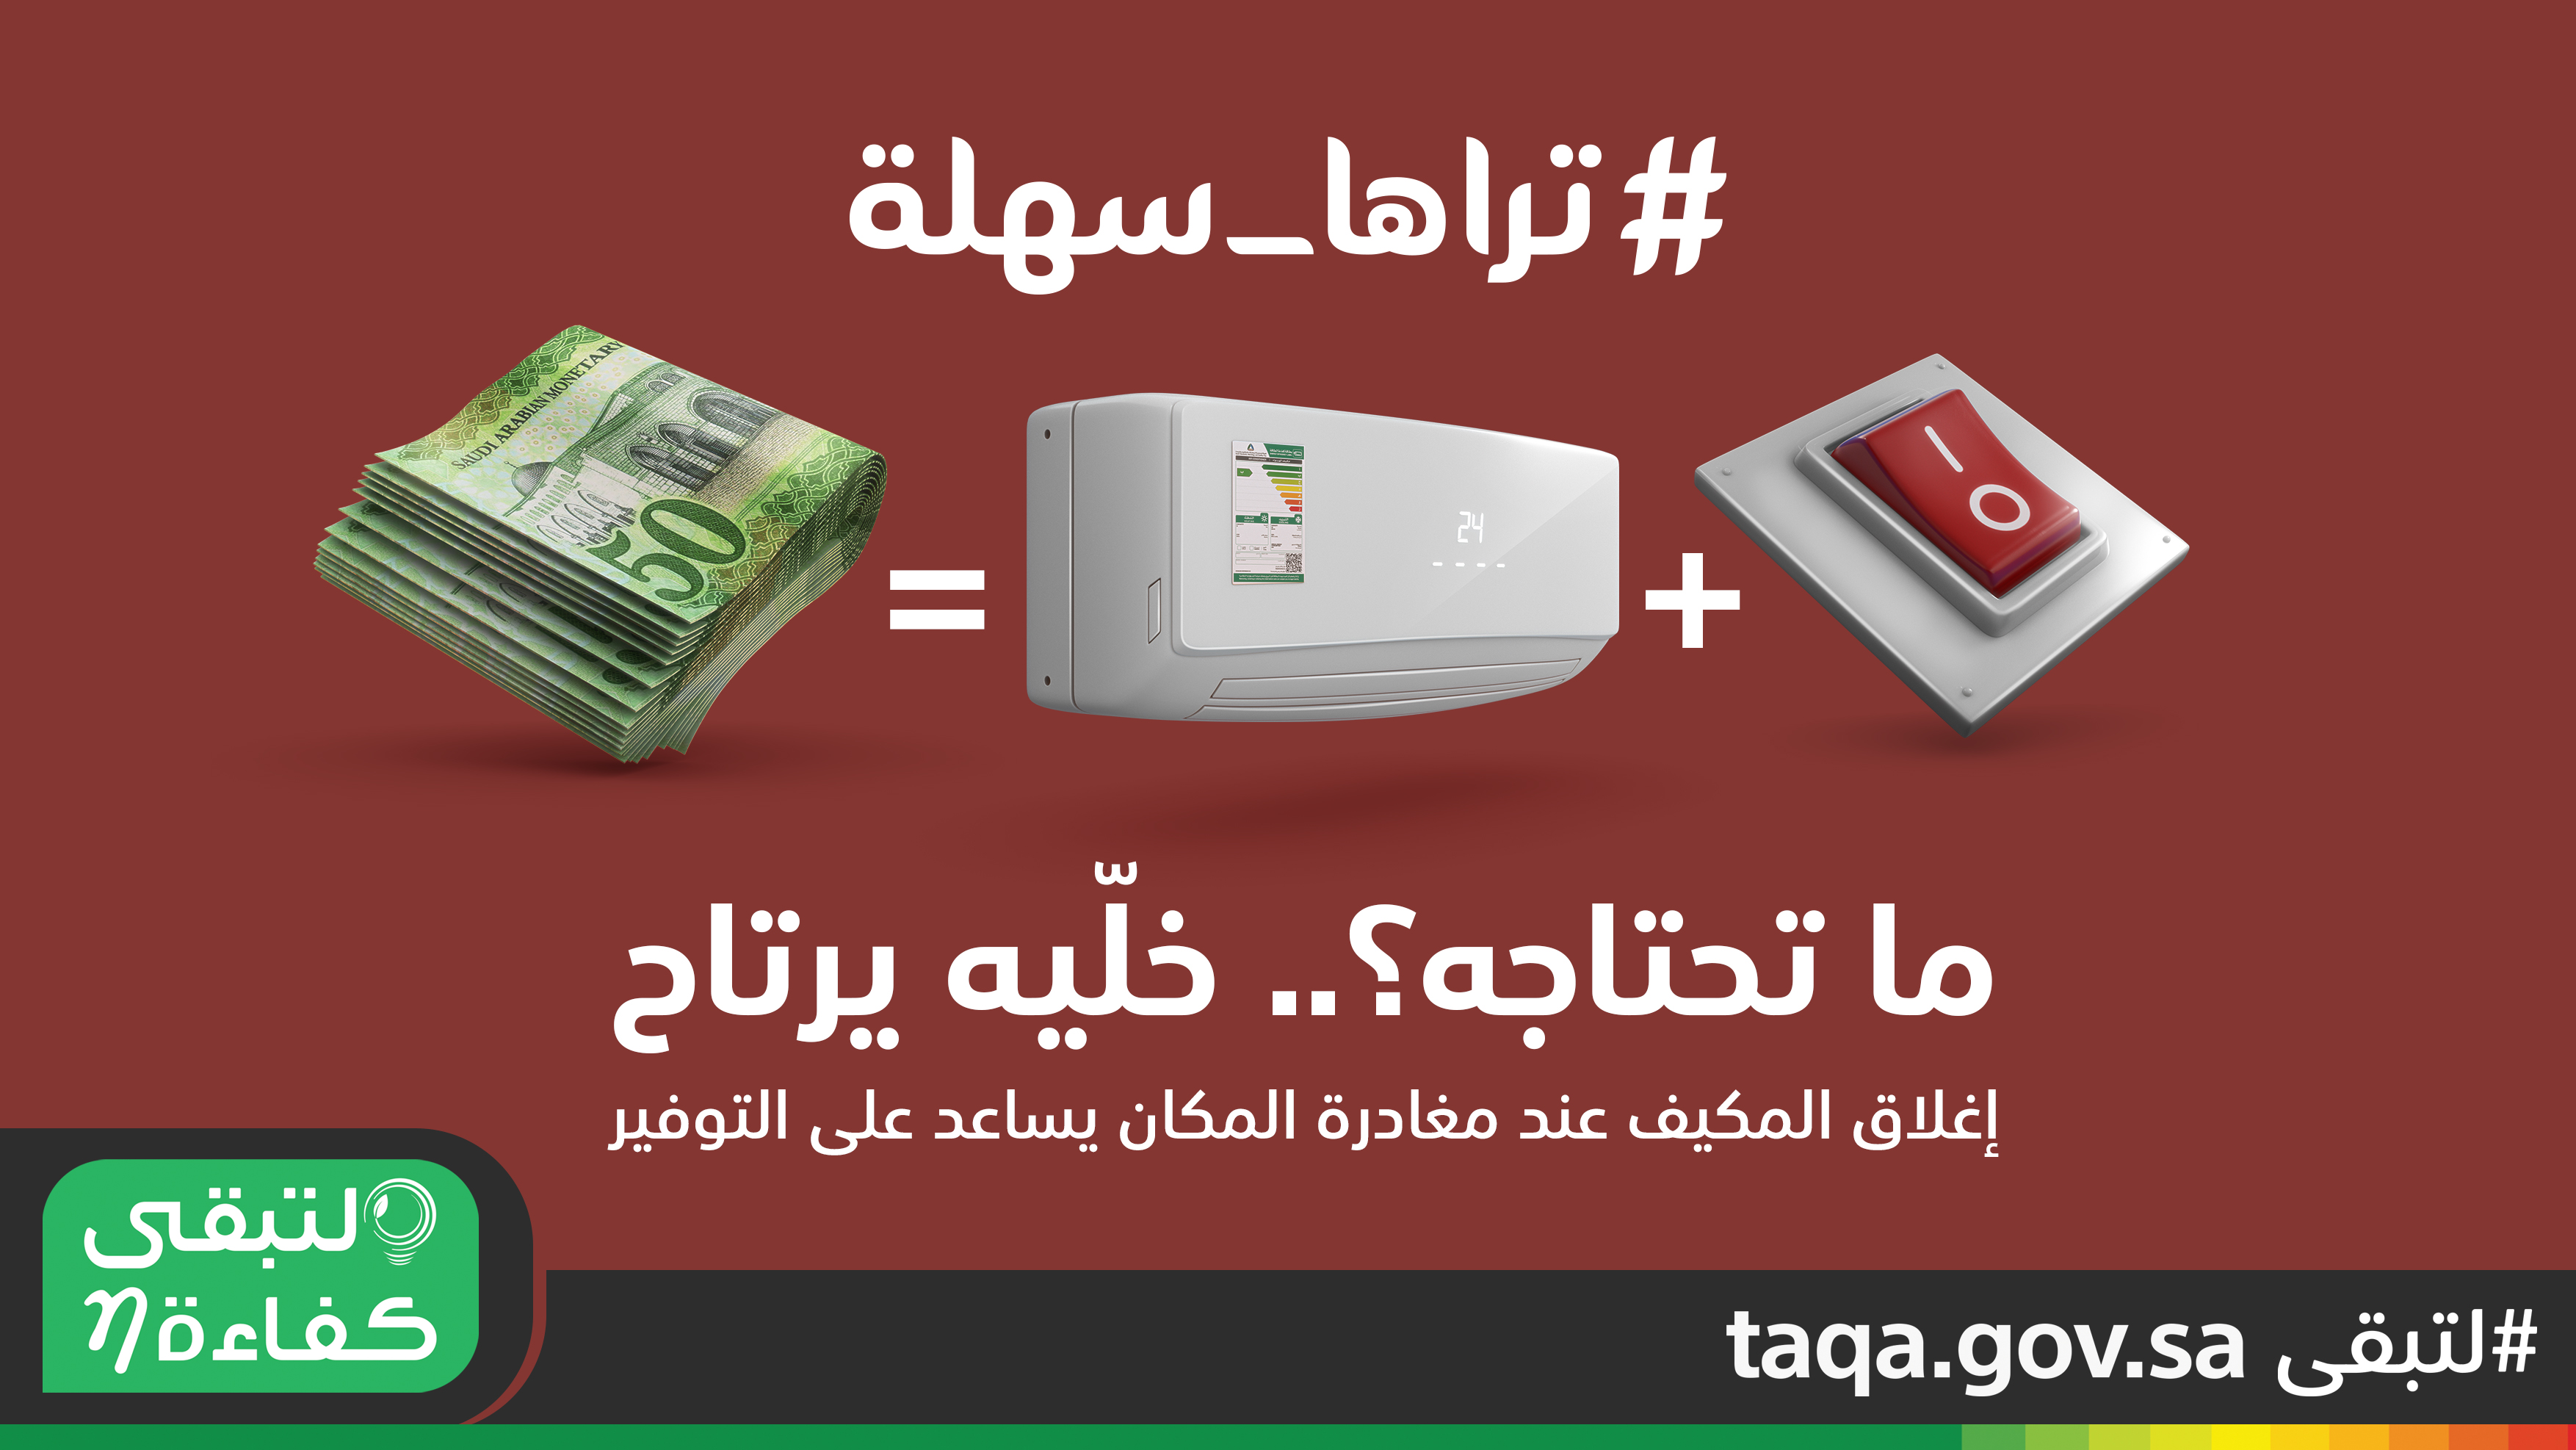 #تراها_سهلة
SAUDI ARABIAN MONETARY
50
24
ما تحتاجه؟.. خلّيه يرتاح
إغلاق المكيف عند مغادرة المكان يساعد على التوفير
لتبقى
كفاءة
#لتبقى taqa.gov.sa